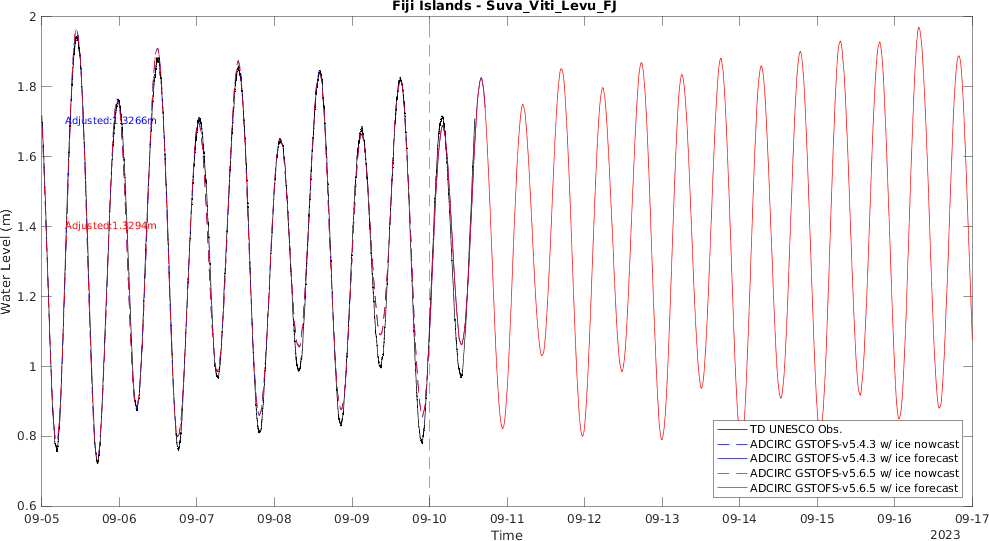 Fiji Islands - Suva_Viti_Levu_FJ
2
1.8
1.6
1.4
1.2
1
0.8
0.6
Water Level (m)
Adjusted:1.3266m
Adjusted:1.3294m
TD UNESCO Obs.
ADCIRC GSTOFS-v5.4.3 w/ ice nowcast
ADCIRC GSTOFS-v5.4.3 w/ ice forecast
ADCIRC GSTOFS-v5.6.5 w/ ice nowcast
ADCIRC GSTOFS-v5.6.5 w/ ice forecast
09-05 09-06 09-07 09-08 09-09 09-10 09-11 09-12 09-13 09-14 09-15 09-16 09-17
Time
2023